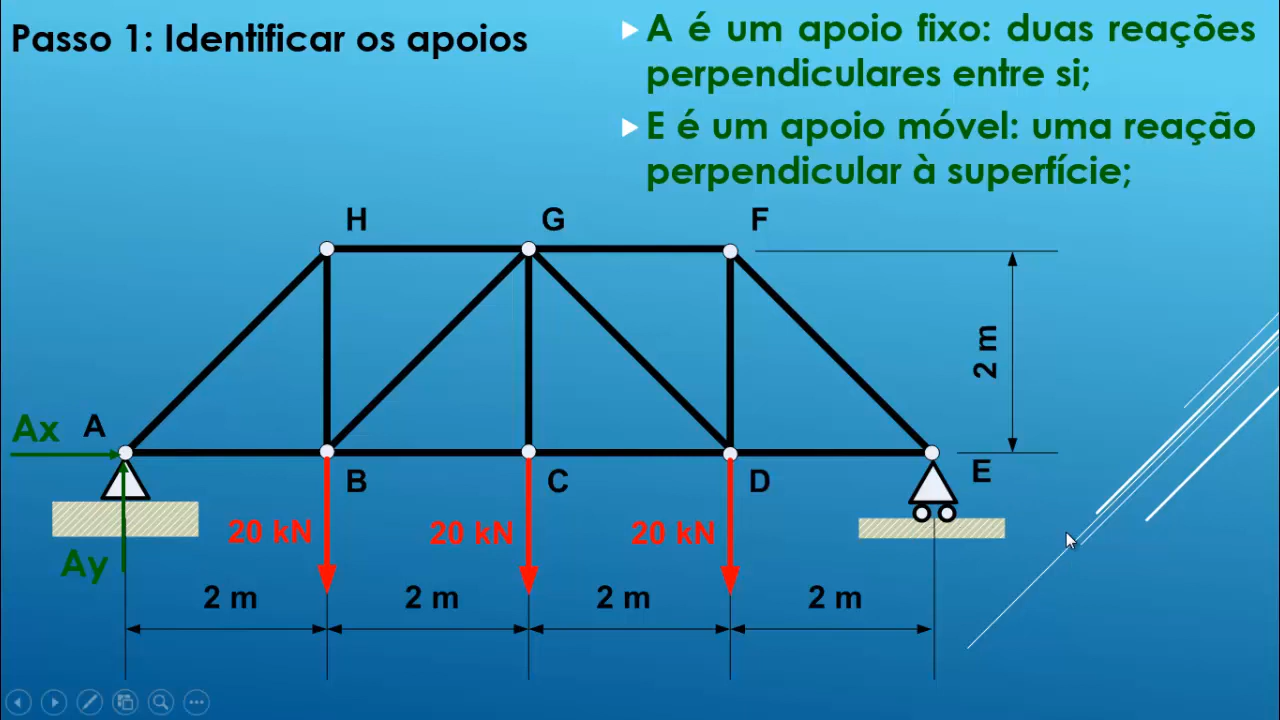 Passo 1: Identificar os apoios
A é um apoio fixo: duas reações
perpendiculares entre si;
E é um apoio móvel: uma reação
perpendicular à superfície;
H
G
F
2 m
Ax
A
B
C
D
E
20 kN
20 kN
20 kN
Ay
2 m
2 m
2 m
2 m